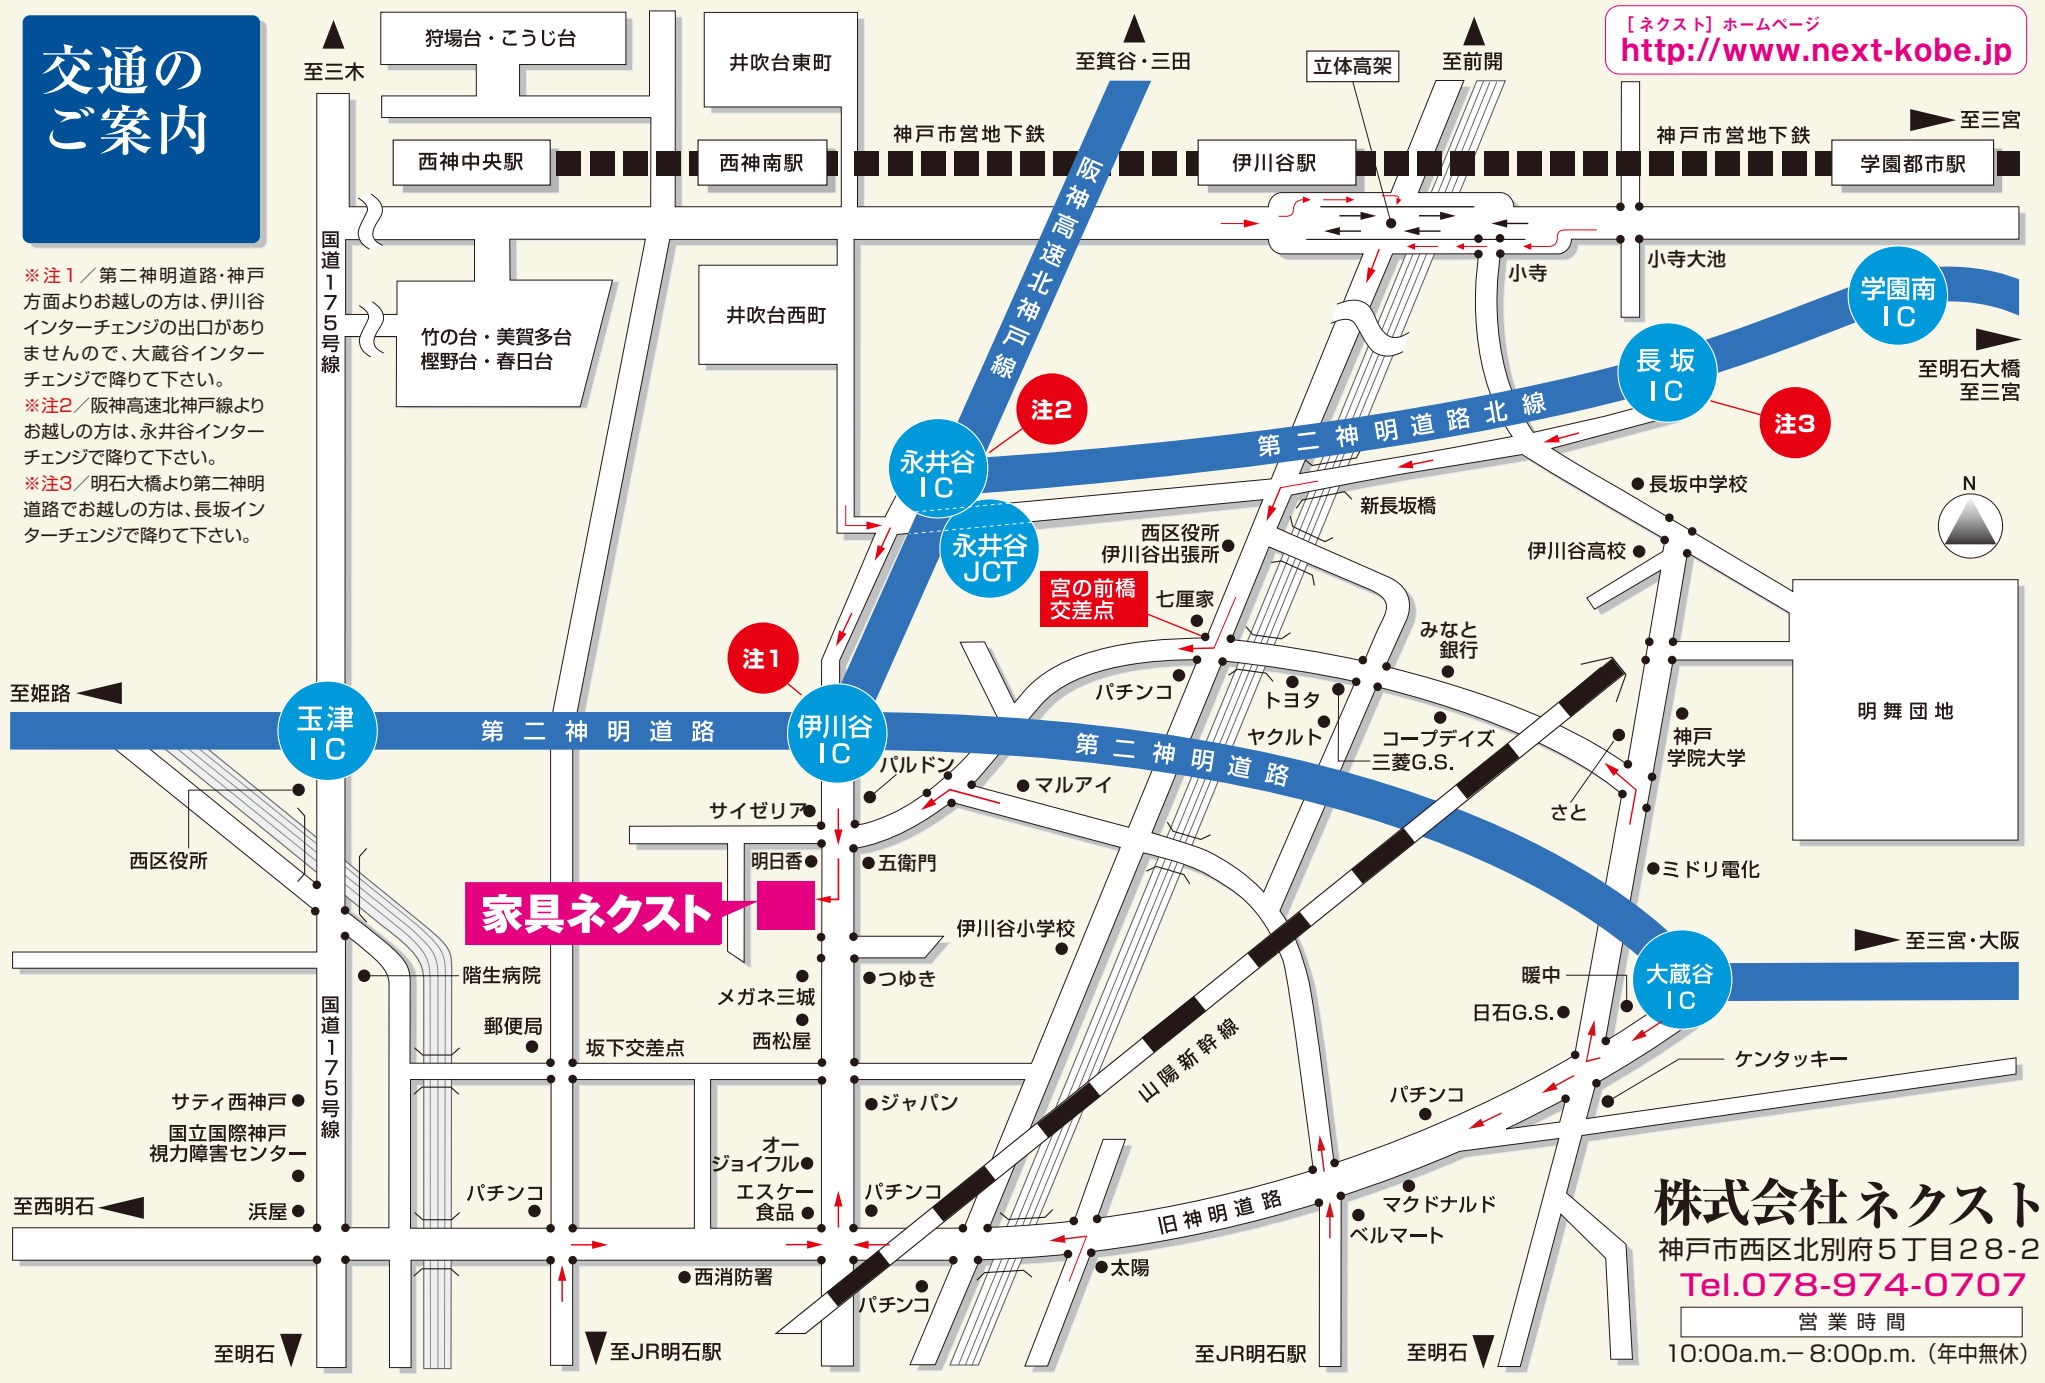 交通の
ご案内
※注1／第二神明道路・神戸
方面よりお越しの方は、伊川谷
インターチェンジの出口があり
ませんので、大蔵谷インター
チェンジで降りて下さい。
※注2／阪神高速北神戸線より
お越しの方は、永井谷インター
チェンジで降りて下さい。
※注3／明石大橋より第二神明
道路でお越しの方は、長坂イン
ターチェンジで降りて下さい。
至三木
狩場台・こうじ台
井吹台東町
至箕谷・三田
立体高架
至前開
［ネクスト］ホームページ
http://www.next-kobe.jp
至三宮
西神中央駅
西神南駅
神戸市営地下鉄
伊川谷駅
神戸市営地下鉄
学園都市駅
国道175号線
阪神高速北神戸線
小寺
小寺大池
井吹台西町
竹の台・美賀多台
樫野台・春日台
学園南
IC
至明石大橋
至三宮
長坂
IC
注3
注2
第二神明道路北線
永井谷
IC
永井谷
JCT
新長坂橋
長坂中学校
N
西区役所
伊川谷出張所
伊川谷高校
宮の前橋
交差点
七厘家
みなと
銀行
注1
パチンコ
トヨタ
ヤクルト
コープデイズ
三菱G.S.
明舞団地
神戸
学院大学
さと
至姫路
玉津
IC
第二神明道路
伊川谷
IC
第二神明道路
パルドン
マルアイ
サイゼリア
明日香
五衛門
西区役所
家具ネクスト
ミドリ電化
伊川谷小学校
至三宮・大阪
大蔵谷
IC
暖中
日石G.S.
階生病院
つゆき
メガネ三城
西松屋
郵便局
坂下交差点
国道175号線
山陽新幹線
ケンタッキー
パチンコ
サティ西神戸
国立国際神戸
視力障害センター
浜屋
ジャパン
オー
ジョイフル
エスケー
食品
パチンコ
パチンコ
至西明石
旧神明道路
マクドナルド
ベルマート
太陽
西消防署
パチンコ
至明石
至JR明石駅
至JR明石駅
至明石
株式会社ネクスト
神戸市西区北別府5丁目28-2
Tel.078-974-0707
営業時間
10:00a.m.－8:00p.m.（年中無休）